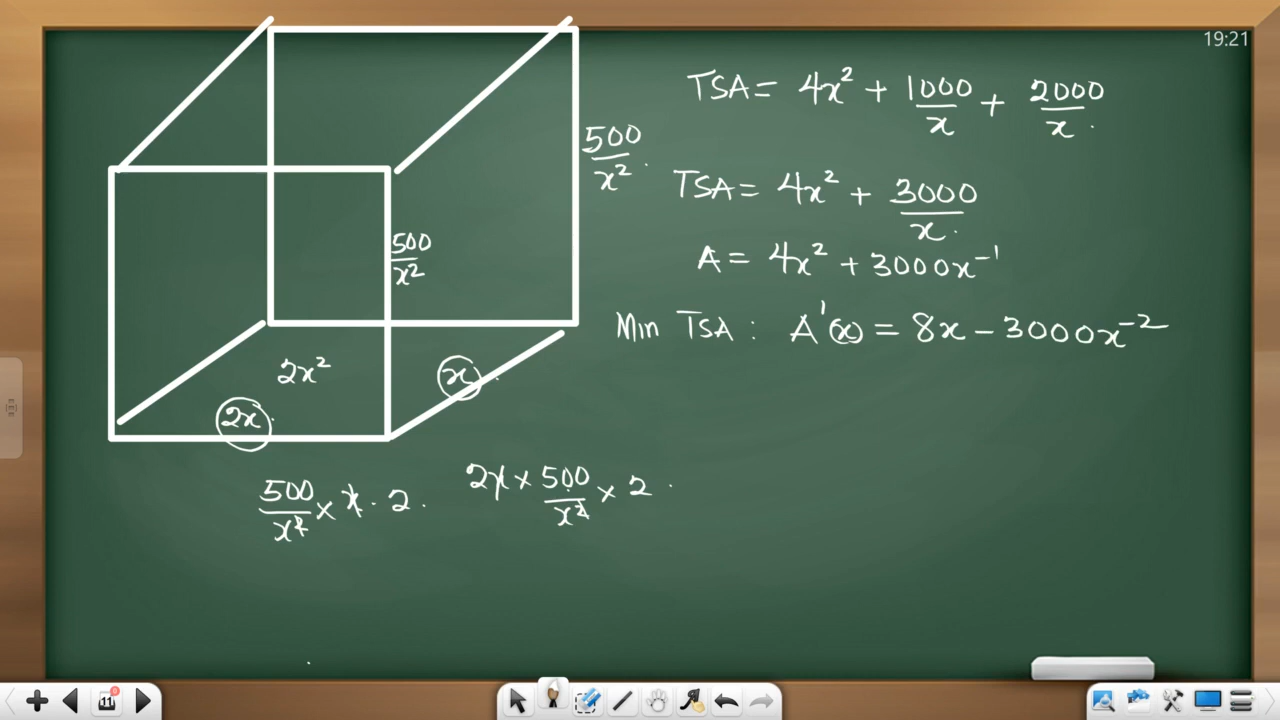 19:21
TSA = 4x² + 1000/x + 2000/x.
500/x².
TSA = 4x² + 3000/x.
500/x²
A = 4x² + 3000x⁻¹
Min TSA : A'(x) = 8x - 3000x⁻²
2x²
x.
2x.
500/x² × x · 2.
2x × 500/x² × 2.
11